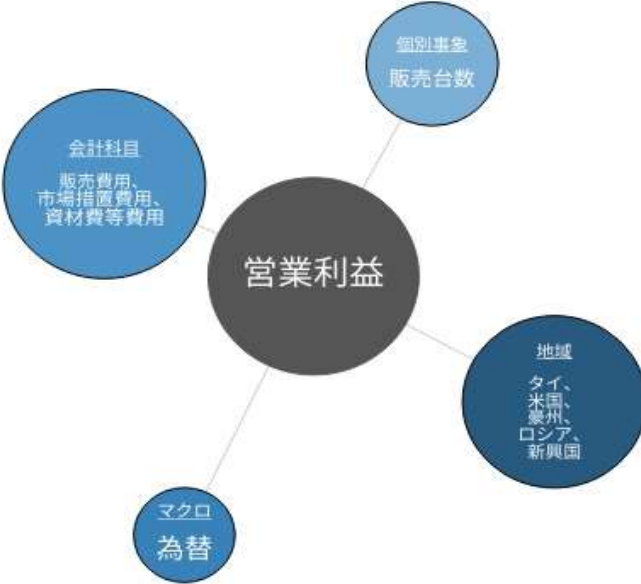 個別事象
販売台数
会計科目
販売費用、
市場措置費用、
資材費等費用
営業利益
地域
タイ、
米国、
豪州、
ロシア、
新興国
マクロ
為替